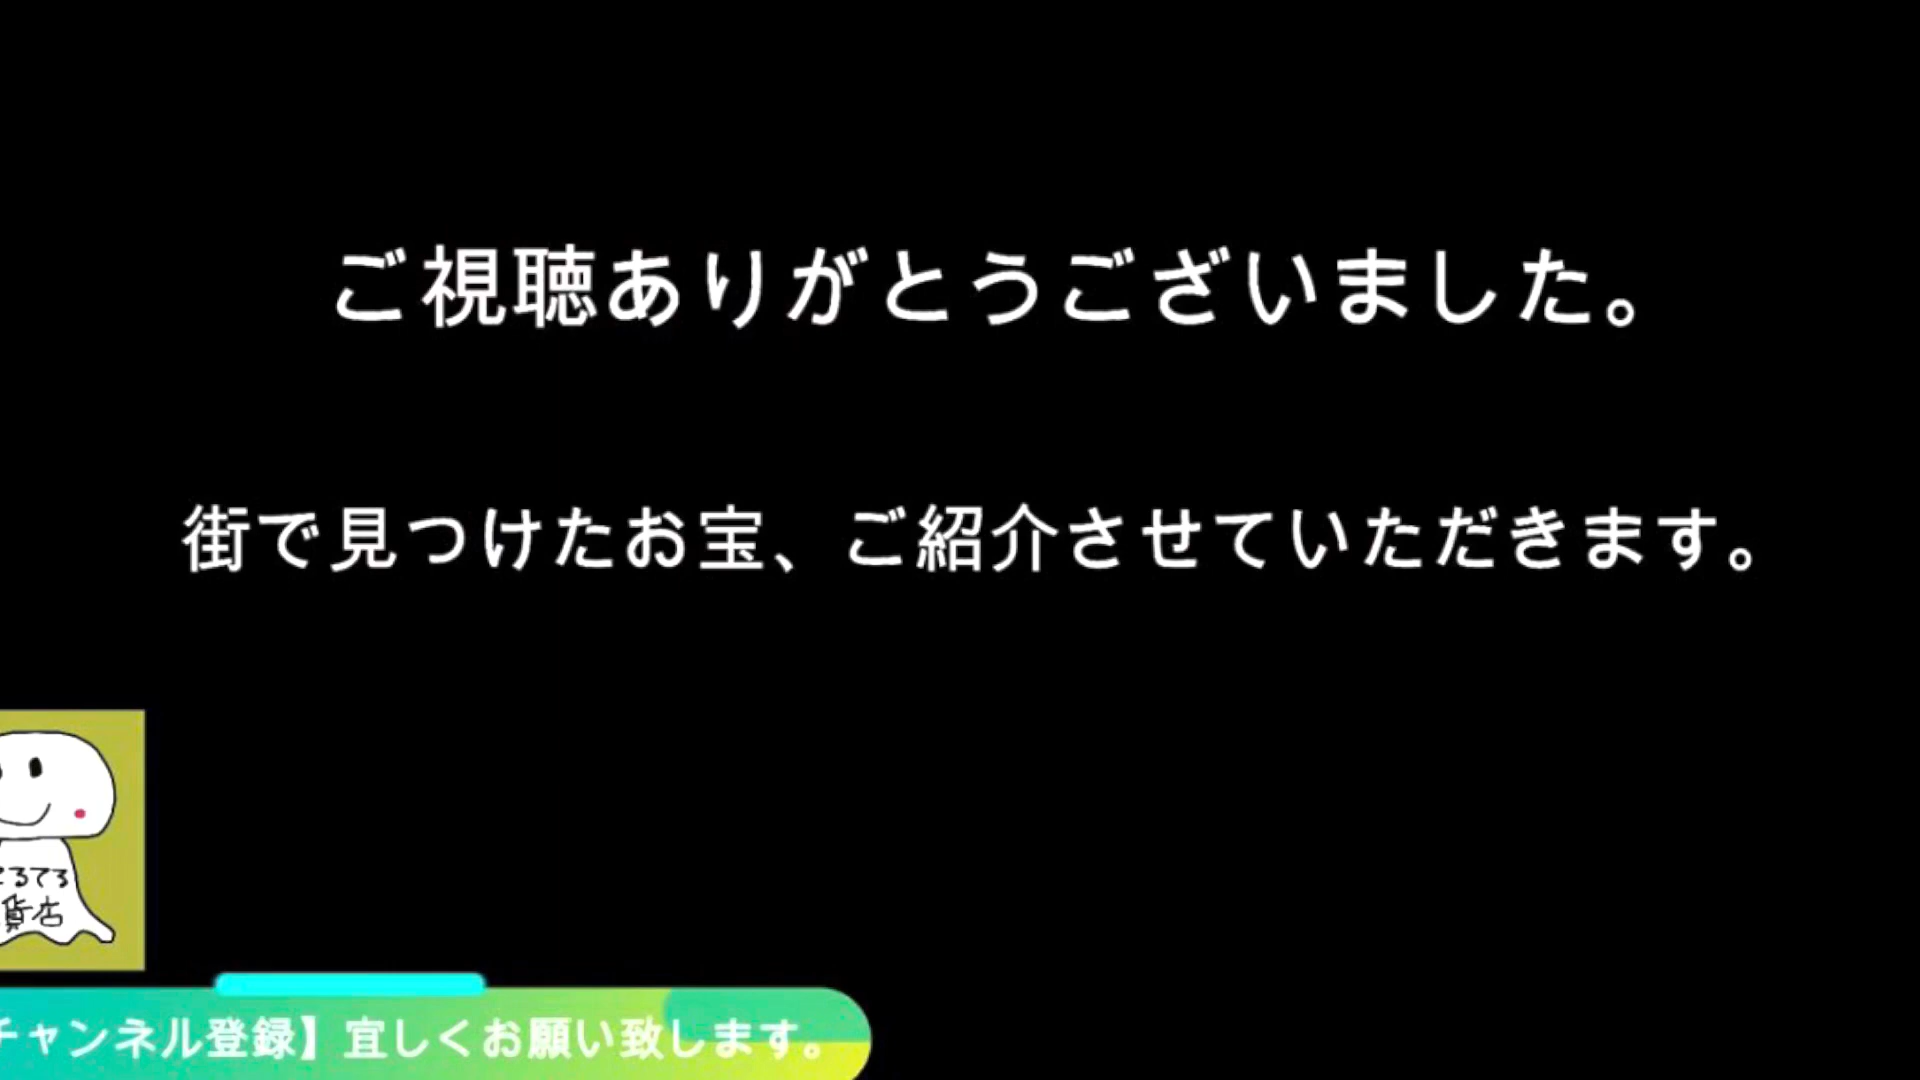 ご視聴ありがとうございました。
街で見つけたお宝、ご紹介させていただきます。
るてる
貨店
チャンネル登録】宜しくお願い致します。